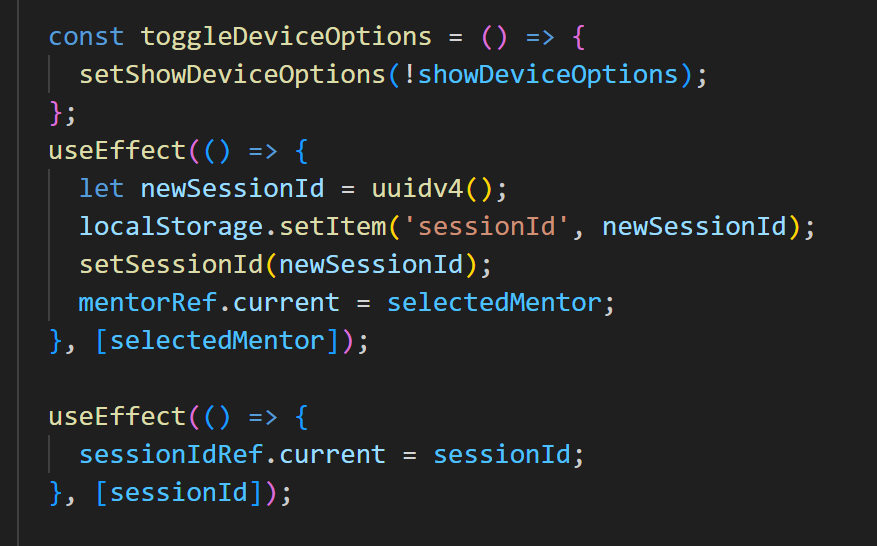 const toggleDeviceOptions = () => {
  setShowDeviceOptions(!showDeviceOptions);
};
useEffect(() => {
  let newSessionId = uuidv4();
  localStorage.setItem('sessionId', newSessionId);
  setSessionId(newSessionId);
  mentorRef.current = selectedMentor;
}, [selectedMentor]);

useEffect(() => {
  sessionIdRef.current = sessionId;
}, [sessionId]);